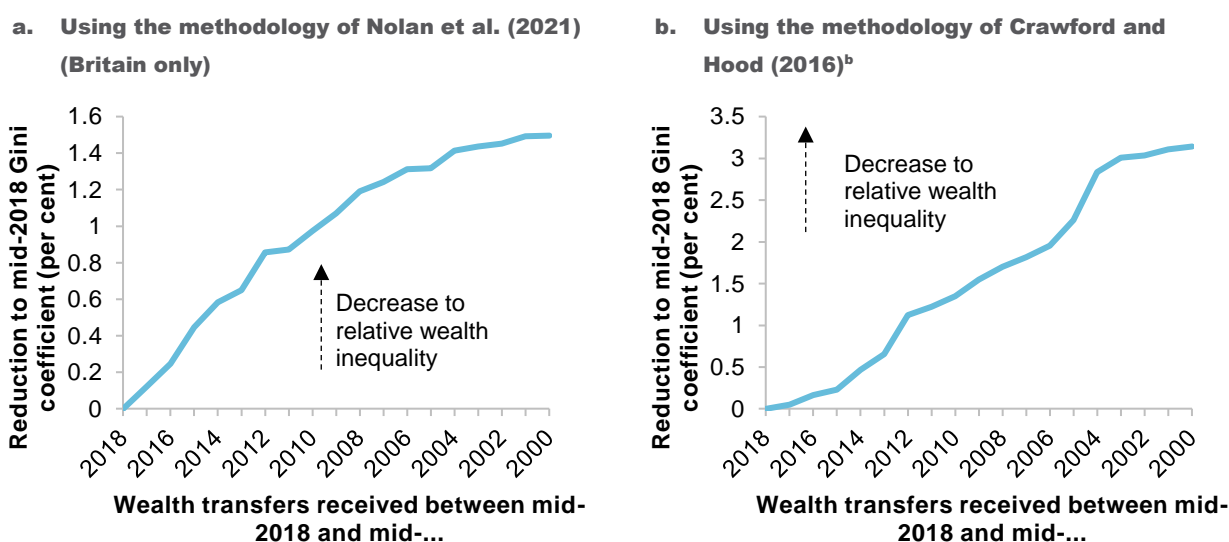 a. Using the methodology of Nolan et al. (2021)
(Britain only)
Reduction to mid-2018 Gini
coefficient (per cent)
1.6
1.4
1.2
1
0.8
0.6
0.4
0.2
0
Decrease to
relative wealth
inequality
2018
2016
2014
2012
2010
2008
2006
2004
2002
2000
Wealth transfers received between mid-
2018 and mid-...
b. Using the methodology of Crawford and
Hood (2016)b
Reduction to mid-2018 Gini
coefficient (per cent)
3.5
3
2.5
2
1.5
1
0.5
0
Decrease to
relative wealth
inequality
2018
2016
2014
2012
2010
2008
2006
2004
2002
2000
Wealth transfers received between mid-
2018 and mid-...